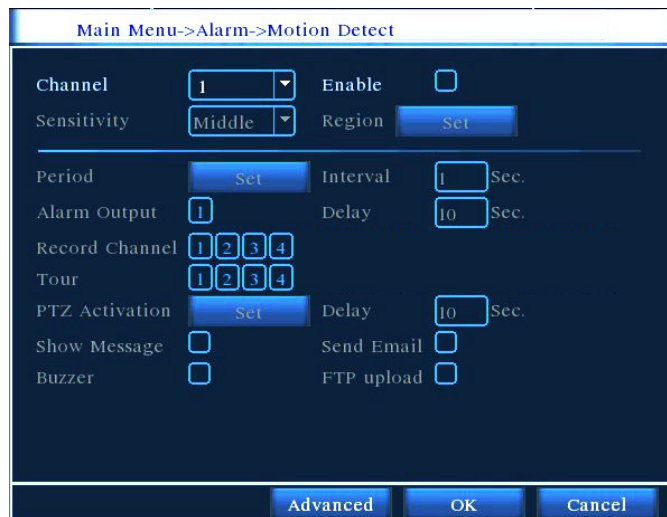 Main Menu->Alarm->Motion Detect
Channel 1 Enable
Sensitivity Middle Region Set
Period Set Interval 1 Sec.
Alarm Output 1 Delay 10 Sec.
Record Channel 1 2 3 4
Tour 1 2 3 4
PTZ Activation Set Delay 10 Sec.
Show Message Send Email
Buzzer FTP upload
Advanced OK Cancel